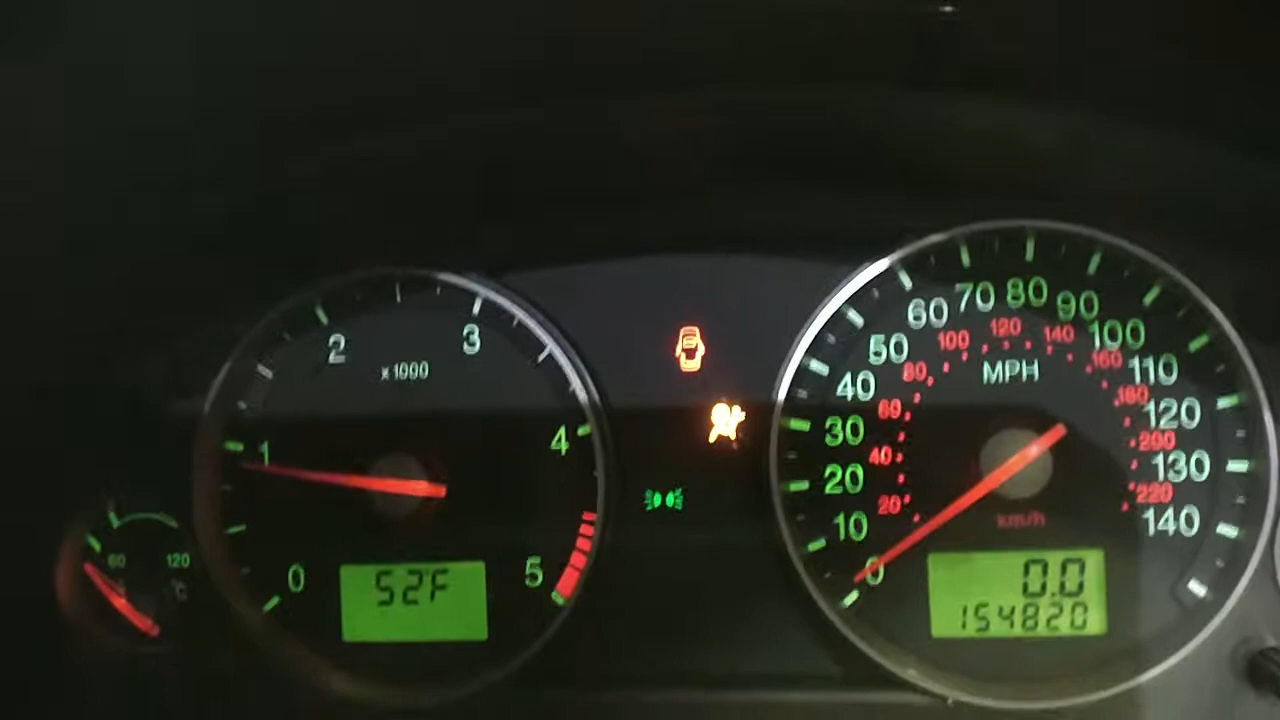 60 120
°C
0 1 2 3 4 5
x1000
52F
0 10 20 30 40 50 60 70 80 90 100 110 120 130 140
20 40 60 80 100 120 140 160 180 200 220
MPH
km/h
0.0
154820